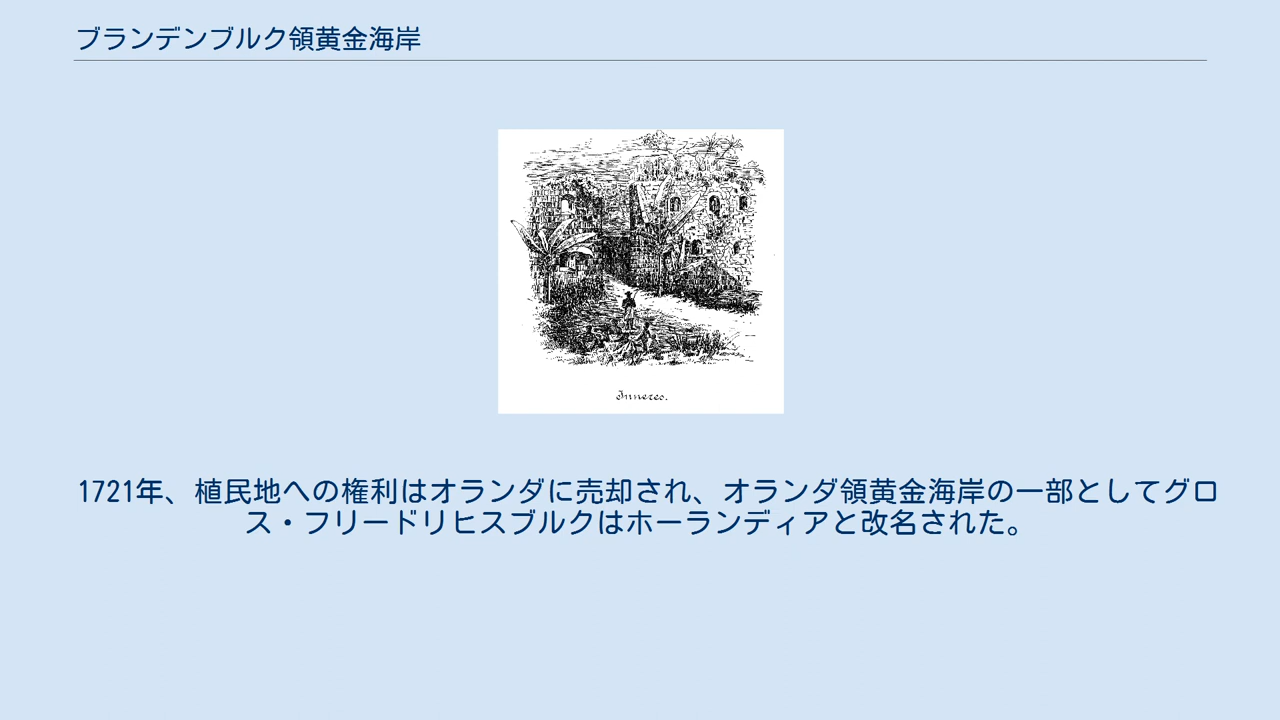 ブランデンブルク領黄金海岸
Inneres.
1721年、植民地への権利はオランダに売却され、オランダ領黄金海岸の一部としてグロ
ス・フリードリヒスブルクはホーランディアと改名された。